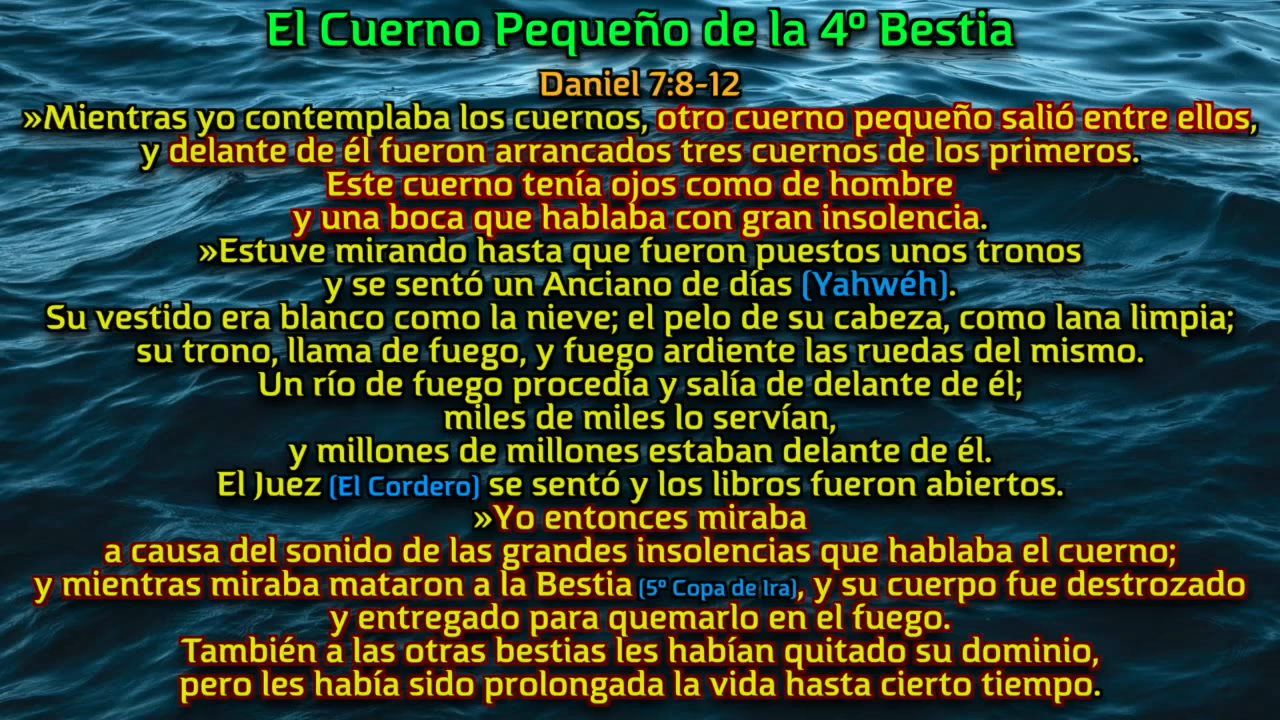 El Cuerno Pequeño de la 4º Bestia
Daniel 7:8-12
»Mientras yo contemplaba los cuernos, otro cuerno pequeño salió entre ellos,
y delante de él fueron arrancados tres cuernos de los primeros.
Este cuerno tenía ojos como de hombre
y una boca que hablaba con gran insolencia.
»Estuve mirando hasta que fueron puestos unos tronos
y se sentó un Anciano de días (Yahwéh).
Su vestido era blanco como la nieve; el pelo de su cabeza, como lana limpia;
su trono, llama de fuego, y fuego ardiente las ruedas del mismo.
Un río de fuego procedía y salía de delante de él;
miles de miles lo servían,
y millones de millones estaban delante de él.
El Juez (El Cordero) se sentó y los libros fueron abiertos.
»Yo entonces miraba
a causa del sonido de las grandes insolencias que hablaba el cuerno;
y mientras miraba mataron a la Bestia (5º Copa de Ira), y su cuerpo fue destrozado
y entregado para quemarlo en el fuego.
También a las otras bestias les habían quitado su dominio,
pero les había sido prolongada la vida hasta cierto tiempo.